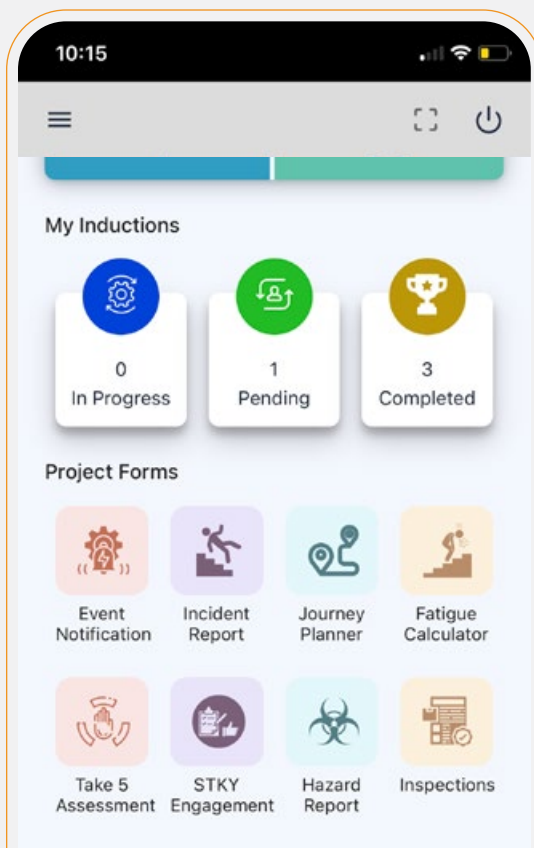 10:15
My Inductions
0
In Progress
1
Pending
3
Completed
Project Forms
Event
Notification
Incident
Report
Journey
Planner
Fatigue
Calculator
Take 5
Assessment
STKY
Engagement
Hazard
Report
Inspections